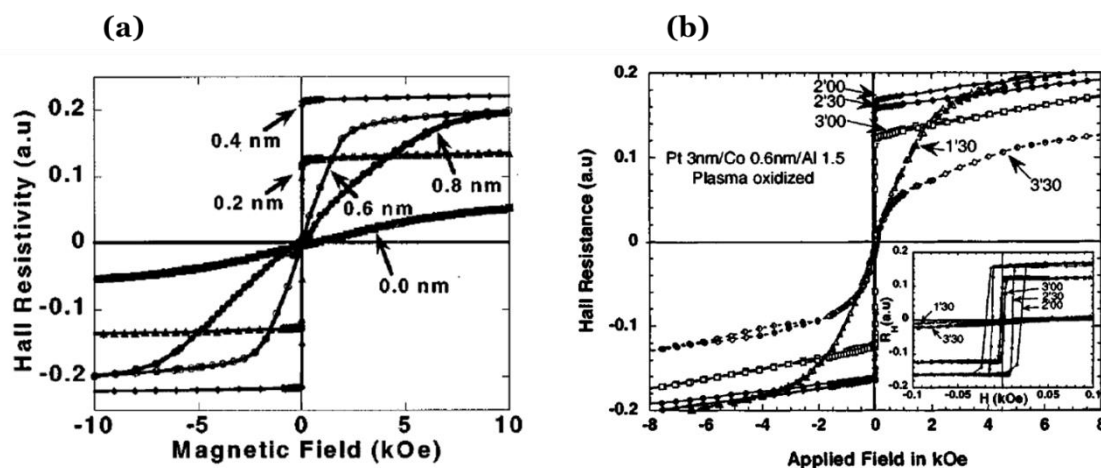 (a)
Hall Resistivity (a.u)
0.2
0.1
0
-0.1
-0.2
0.4 nm
0.2 nm
0.6 nm
0.8 nm
0.0 nm
-10
-5
0
5
10
Magnetic Field (kOe)
(b)
Hall Resistance (a.u)
0.2
0.1
0
-0.1
-0.2
2'00
2'30
3'00
1'30
3'30
Pt 3nm/Co 0.6nm/Al 1.5
Plasma oxidized
-8
-6
-4
-2
0
2
4
6
8
Applied Field in kOe
R_H (a.u)
0.2
0.1
0
-0.1
-0.2
1'30
3'30
3'00
2'30
2'00
-0.1
-0.05
0
0.05
0.1
H (kOe)